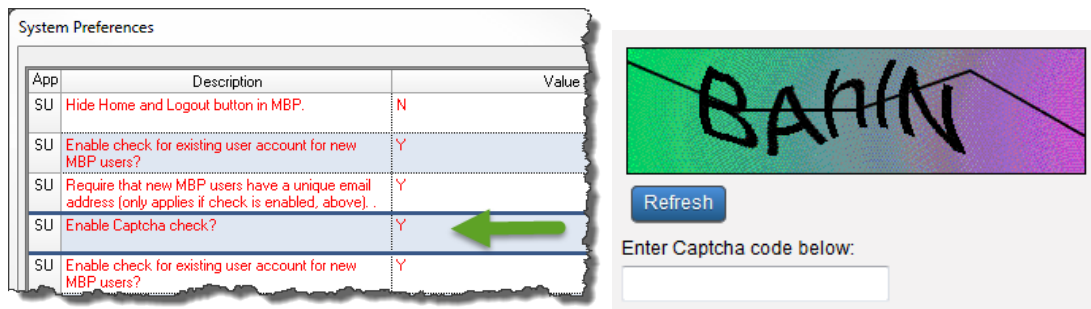 System Preferences
App Description Value
SU Hide Home and Logout button in MBP. N
SU Enable check for existing user account for new Y
MBP users?
SU Require that new MBP users have a unique email Y
address (only applies if check is enabled, above). .
SU Enable Captcha check? Y
SU Enable check for existing user account for new Y
MBP users?
Refresh
Enter Captcha code below: